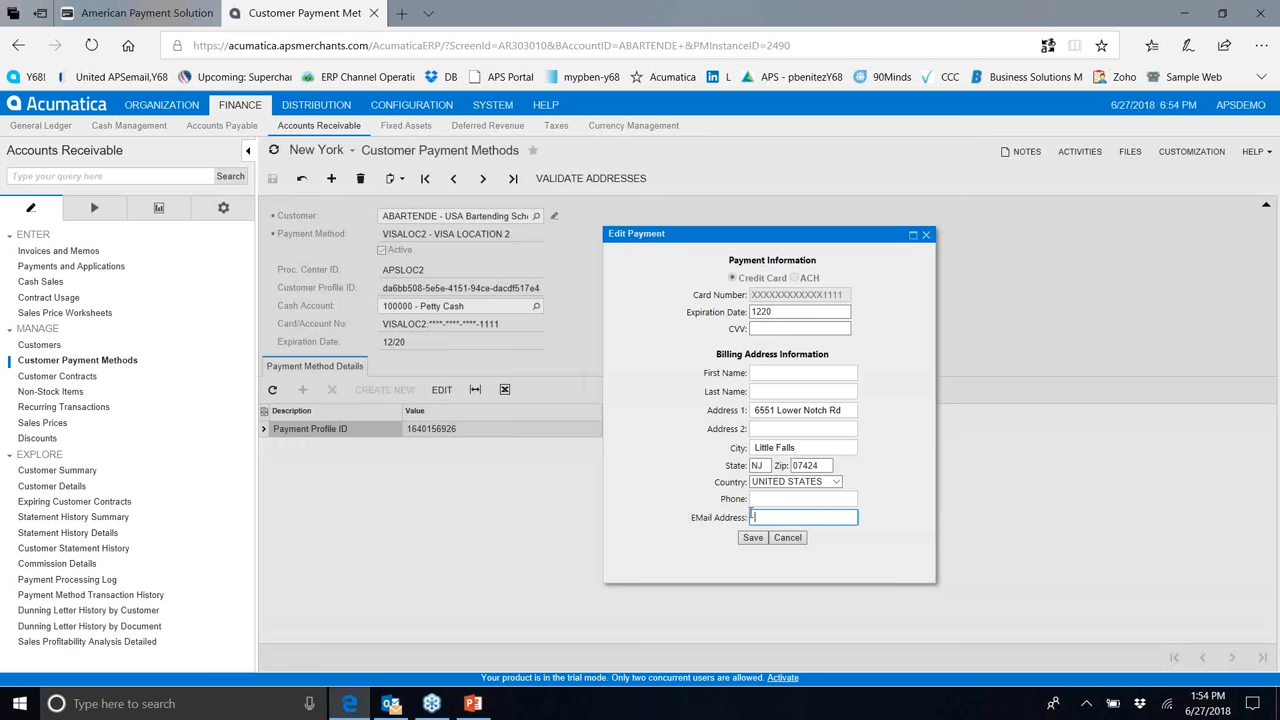 American Payment Solution
Customer Payment Met
https://acumatica.apsmerchants.com/AcumaticaERP/?ScreenId=AR303010&BAccountID=ABARTENDE+&PMInstanceID=2490
Y68! United APSemail,Y68 Upcoming: Superchar ERP Channel Operatic DB APS Portal mypben-y68 Acumatica L APS - pbenitezY68 90Minds CCC Business Solutions M Zoho Sample Web
Acumatica ORGANIZATION FINANCE DISTRIBUTION CONFIGURATION SYSTEM HELP 6/27/2018 6:54 PM APSDEMO
General Ledger Cash Management Accounts Payable Accounts Receivable Fixed Assets Deferred Revenue Taxes Currency Management
Accounts Receivable
New York Customer Payment Methods NOTES ACTIVITIES FILES CUSTOMIZATION HELP
Type your query here Search
VALIDATE ADDRESSES
ENTER
Invoices and Memos
Payments and Applications
Cash Sales
Contract Usage
Sales Price Worksheets
MANAGE
Customers
Customer Payment Methods
Customer Contracts
Non-Stock Items
Recurring Transactions
Sales Prices
Discounts
EXPLORE
Customer Summary
Customer Details
Expiring Customer Contracts
Statement History Summary
Statement History Details
Customer Statement History
Commission Details
Payment Processing Log
Payment Method Transaction History
Dunning Letter History by Customer
Dunning Letter History by Document
Sales Profitability Analysis Detailed
Customer: ABARTENDE - USA Bartending Sch
Payment Method: VISALOC2 - VISA LOCATION 2
Active
Proc. Center ID. APSLOC2
Customer Profile ID: da6bb508-5e5e-4151-94ce-dacdf517e4
Cash Account: 100000 - Petty Cash
Card/Account No: VISALOC2:****-****-****-1111
Expiration Date: 12/20
Payment Method Details
CREATE NEW EDIT
Description Value
Payment Profile ID 1640156926
Edit Payment
Payment Information
Credit Card ACH
Card Number: XXXXXXXXXXXX1111
Expiration Date: 1220
CVV:
Billing Address Information
First Name:
Last Name:
Address 1: 6551 Lower Notch Rd
Address 2:
City: Little Falls
State: NJ Zip: 07424
Country: UNITED STATES
Phone:
EMail Address:
Save Cancel
Your product is in the trial mode. Only two concurrent users are allowed. Activate
Type here to search
1:54 PM
6/27/2018